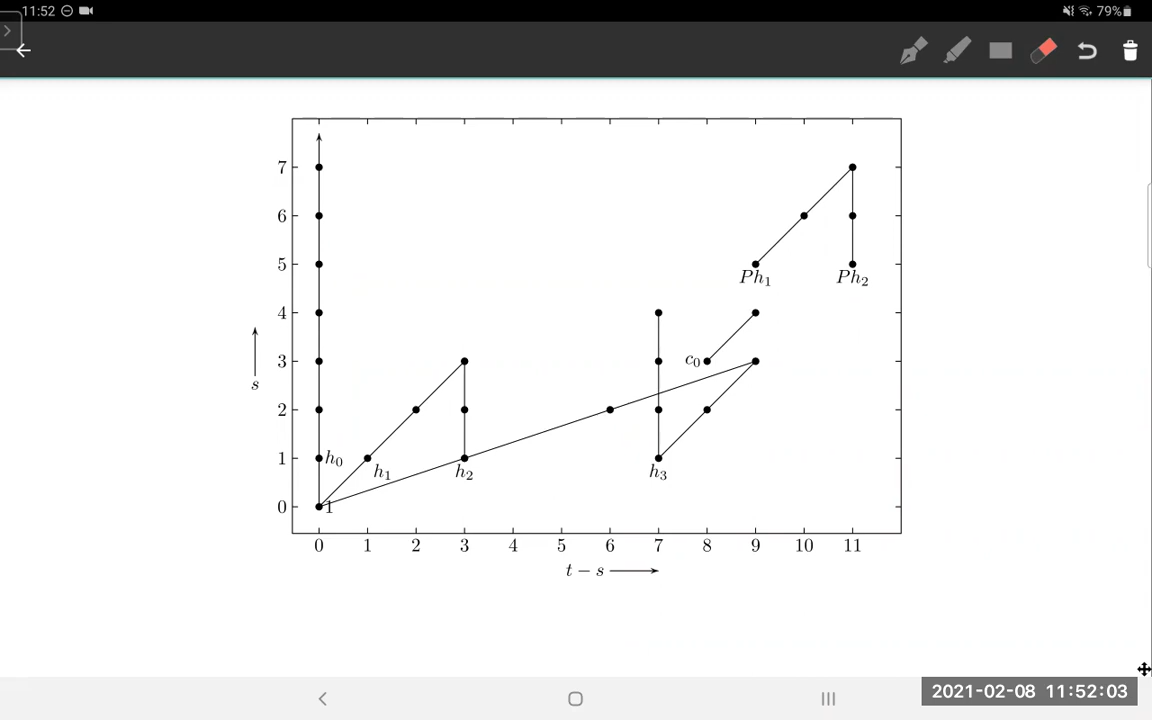 11:52
79%
7
6
5
Ph₁ Ph₂
4
3
c₀
s
2
1
h₀
h₁ h₂ h₃
0
1
0 1 2 3 4 5 6 7 8 9 10 11
t − s
2021-02-08 11:52:03